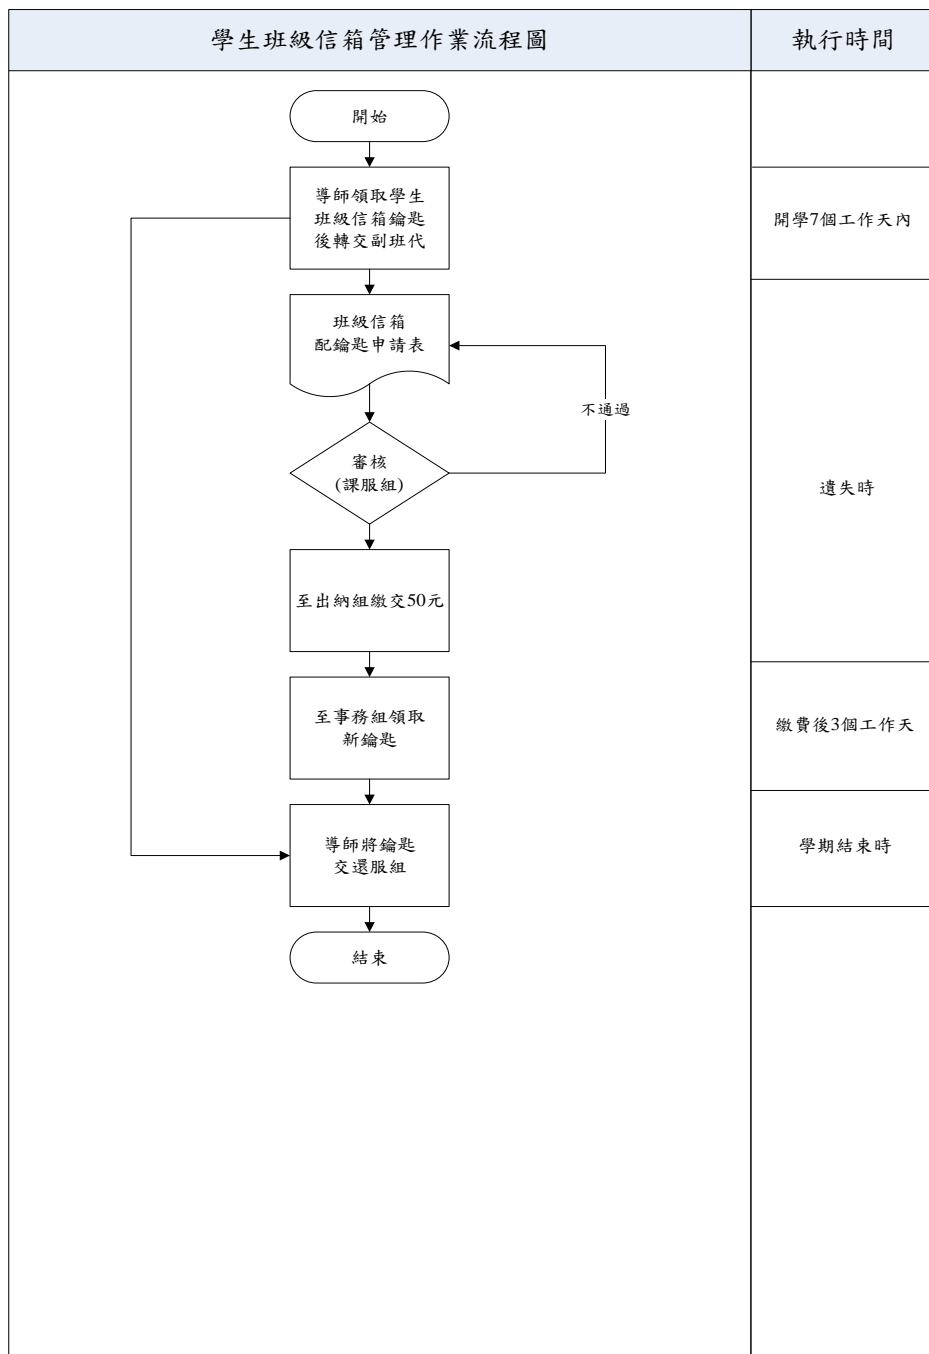 學生班級信箱管理作業流程圖
執行時間
開始
導師領取學生
班級信箱鑰匙
後轉交副班代
開學7個工作天內
班級信箱
配鑰匙申請表
不通過
審核
(課服組)
遺失時
至出納組繳交50元
至事務組領取
新鑰匙
繳費後3個工作天
導師將鑰匙
交還服組
學期結束時
結束